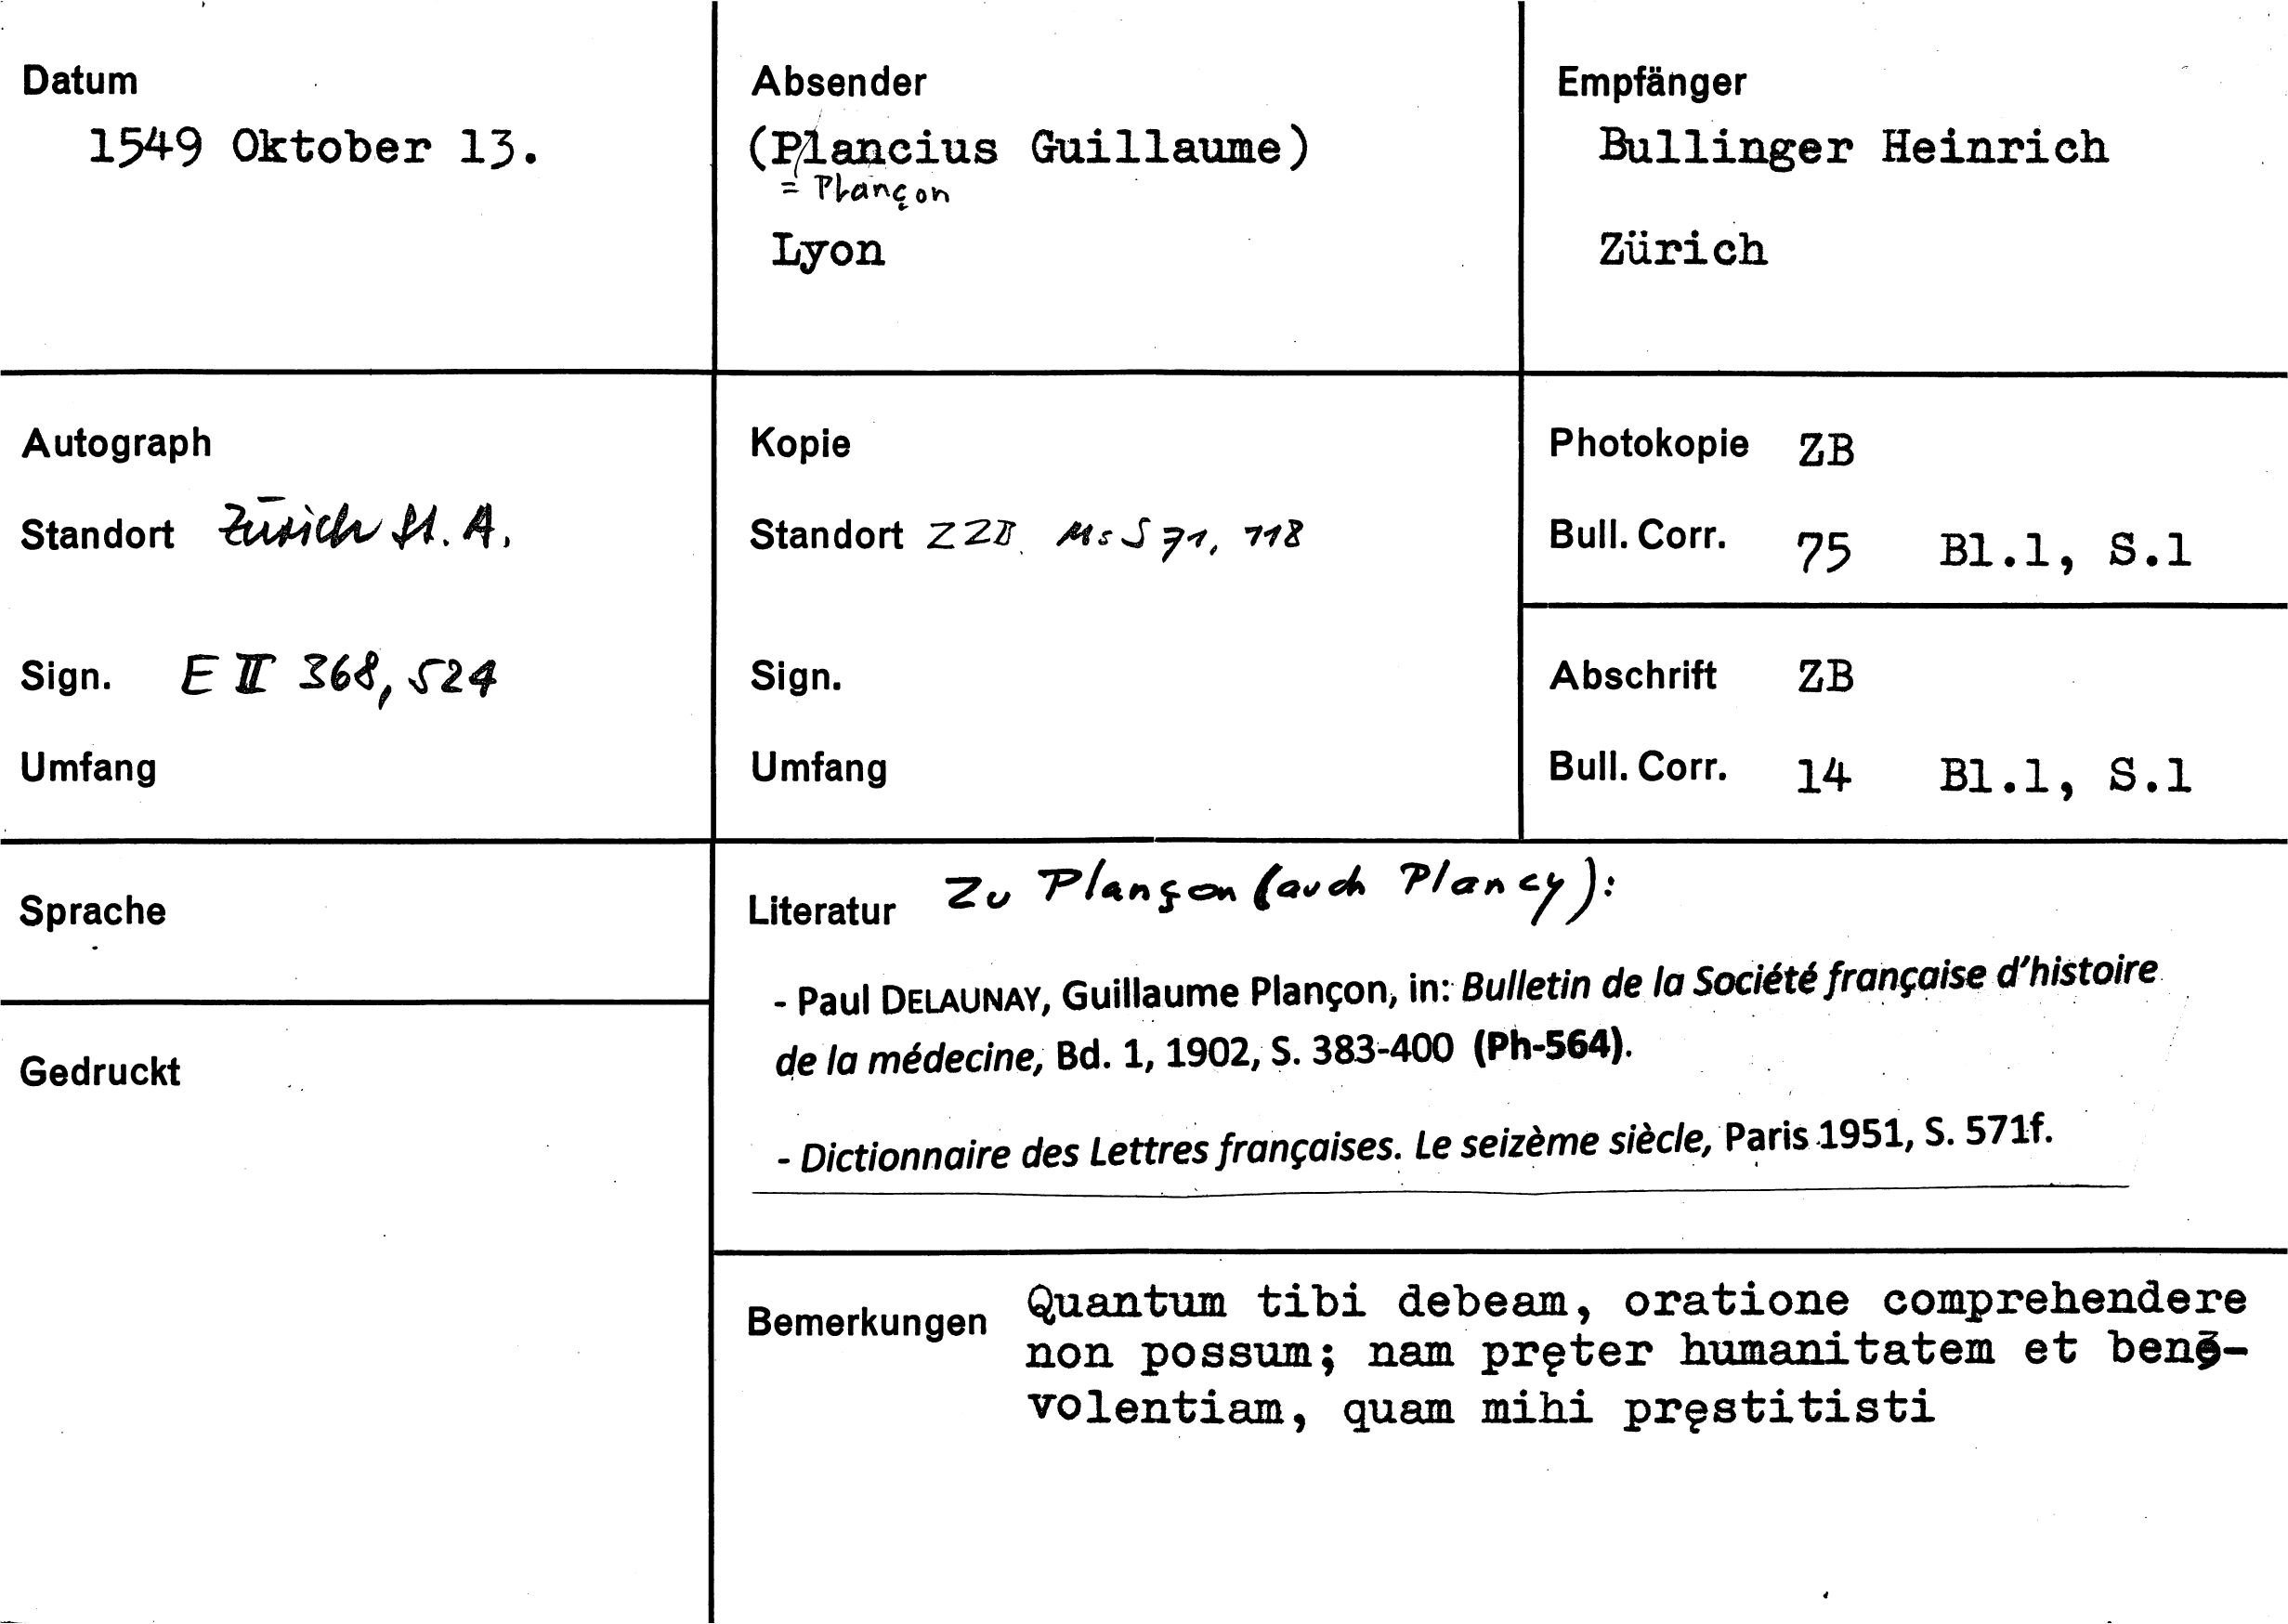 Datum
1549 Oktober 13.
Absender
(Plancius Guillaume)
= Plançon
Lyon
Empfänger
Bullinger Heinrich
Zürich
Autograph
Standort Zürich St. A.
Sign. E II 368, 524
Umfang
Kopie
Standort ZZB. Ms S 71, 118
Sign.
Umfang
Photokopie ZB
Bull. Corr. 75 Bl.1, S.1
Abschrift ZB
Bull. Corr. 14 Bl.1, S.1
Sprache
Gedruckt
Literatur Zu Plançon (auch Plancy):
- Paul DELAUNAY, Guillaume Plançon, in: Bulletin de la Société française d'histoire
de la médecine, Bd. 1, 1902, S. 383-400 (Ph-564).
- Dictionnaire des Lettres françaises. Le seizème siècle, Paris 1951, S. 571f.
Bemerkungen Quantum tibi debeam, oratione comprehendere
non possum; nam pręter humanitatem et bene-
volentiam, quam mihi pręstitisti